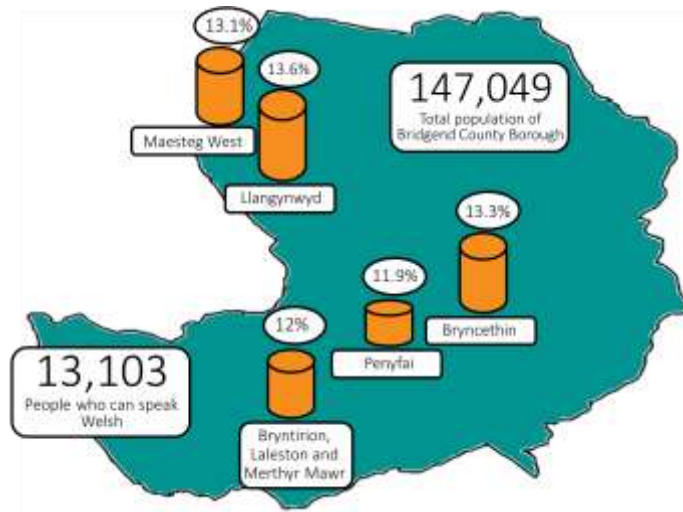 13.1%
Maesteg West
13.6%
Llangynwyd
147,049
Total population of
Bridgend County Borough
13.3%
Bryncethin
11.9%
Penyfai
12%
Bryntirion,
Laleston and
Merthyr Mawr
13,103
People who can speak
Welsh